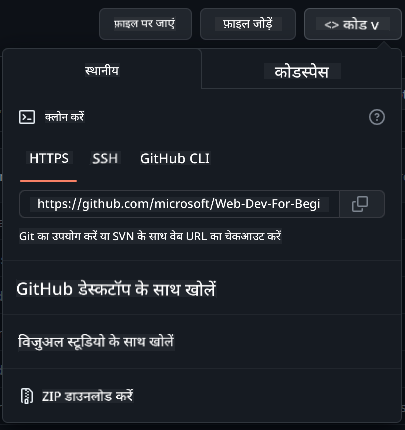 फ़ाइल पर जाएं
फ़ाइल जोड़ें
<> कोड v
स्थानीय
कोडस्पेस
क्लोन करें
HTTPS
SSH
GitHub CLI
https://github.com/microsoft/Web-Dev-For-Begi
Git का उपयोग करें या SVN के साथ वेब URL का चेकआउट करें
GitHub डेस्कटॉप के साथ खोलें
विजुअल स्टूडियो के साथ खोलें
ZIP डाउनलोड करें